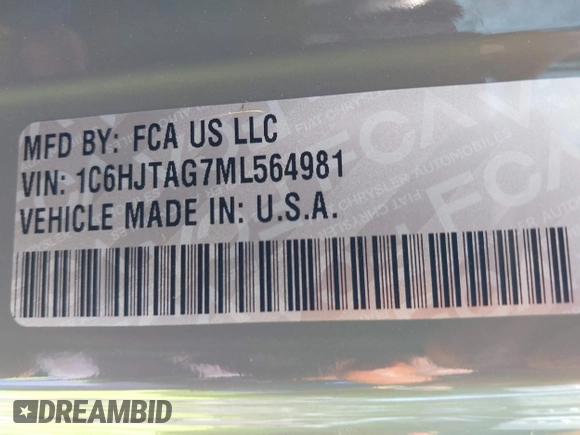 MFD BY: FCA US LLC
VIN: 1C6HJTAG7ML564981
VEHICLE MADE IN: U.S.A.
DREAMBID